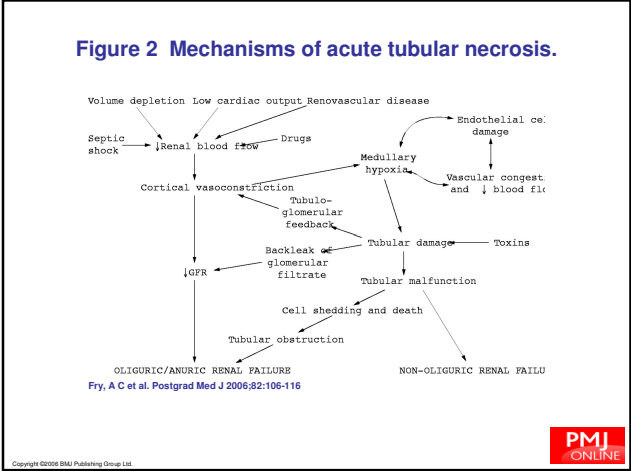 Figure 2 Mechanisms of acute tubular necrosis.
Volume depletion Low cardiac output Renovascular disease
Endothelial cel
damage
Septic
shock
↓Renal blood flow
Drugs
Medullary
hypoxia
Vascular congest
and ↓ blood flo
Cortical vasoconstriction
Tubulo-
glomerular
feedback
Tubular damage
Toxins
Backleak of
glomerular
filtrate
↓GFR
Tubular malfunction
Cell shedding and death
Tubular obstruction
OLIGURIC/ANURIC RENAL FAILURE
NON-OLIGURIC RENAL FAILU
Fry, A C et al. Postgrad Med J 2006;82:106-116
Copyright ©2006 BMJ Publishing Group Ltd.
PMJ
ONLINE